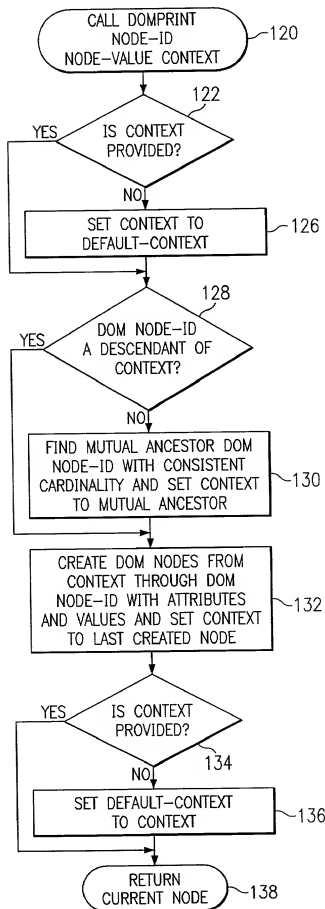 CALL DOMPRINT
NODE-ID
NODE-VALUE CONTEXT
120
122
YES
IS CONTEXT
PROVIDED?
NO
SET CONTEXT TO
DEFAULT-CONTEXT
126
128
YES
DOM NODE-ID
A DESCENDANT OF
CONTEXT?
NO
FIND MUTUAL ANCESTOR DOM
NODE-ID WITH CONSISTENT
CARDINALITY AND SET CONTEXT
TO MUTUAL ANCESTOR
130
CREATE DOM NODES FROM
CONTEXT THROUGH DOM
NODE-ID WITH ATTRIBUTES
AND VALUES AND SET CONTEXT
TO LAST CREATED NODE
132
YES
IS CONTEXT
PROVIDED?
134
NO
SET DEFAULT-CONTEXT
TO CONTEXT
136
RETURN
CURRENT NODE
138